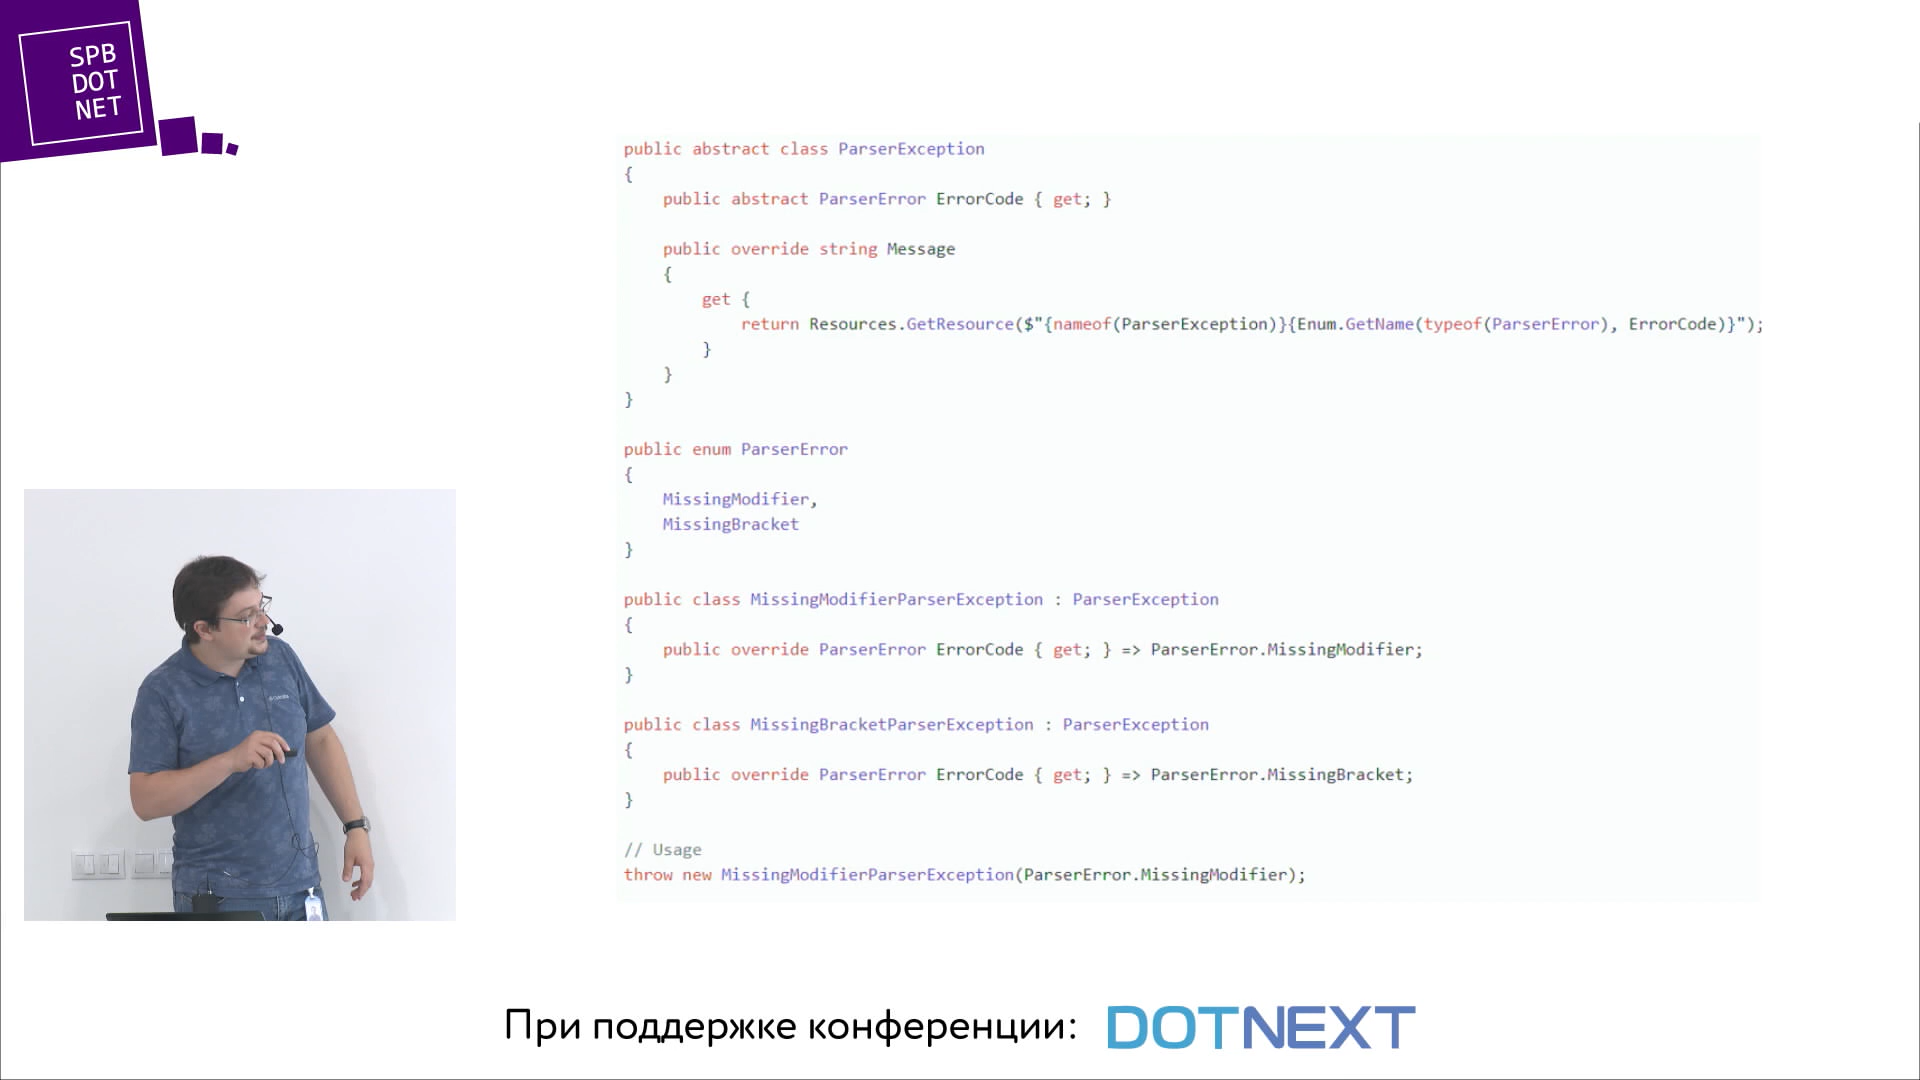 SPB
DOT
NET
public abstract class ParserException
{
    public abstract ParserError ErrorCode { get; }

    public override string Message
    {
        get {
            return Resources.GetResource($"{nameof(ParserException)}{Enum.GetName(typeof(ParserError), ErrorCode)}");
        }
    }
}

public enum ParserError
{
    MissingModifier,
    MissingBracket
}

public class MissingModifierParserException : ParserException
{
    public override ParserError ErrorCode { get; } => ParserError.MissingModifier;
}

public class MissingBracketParserException : ParserException
{
    public override ParserError ErrorCode { get; } => ParserError.MissingBracket;
}

// Usage
throw new MissingModifierParserException(ParserError.MissingModifier);
При поддержке конференции: DOTNEXT